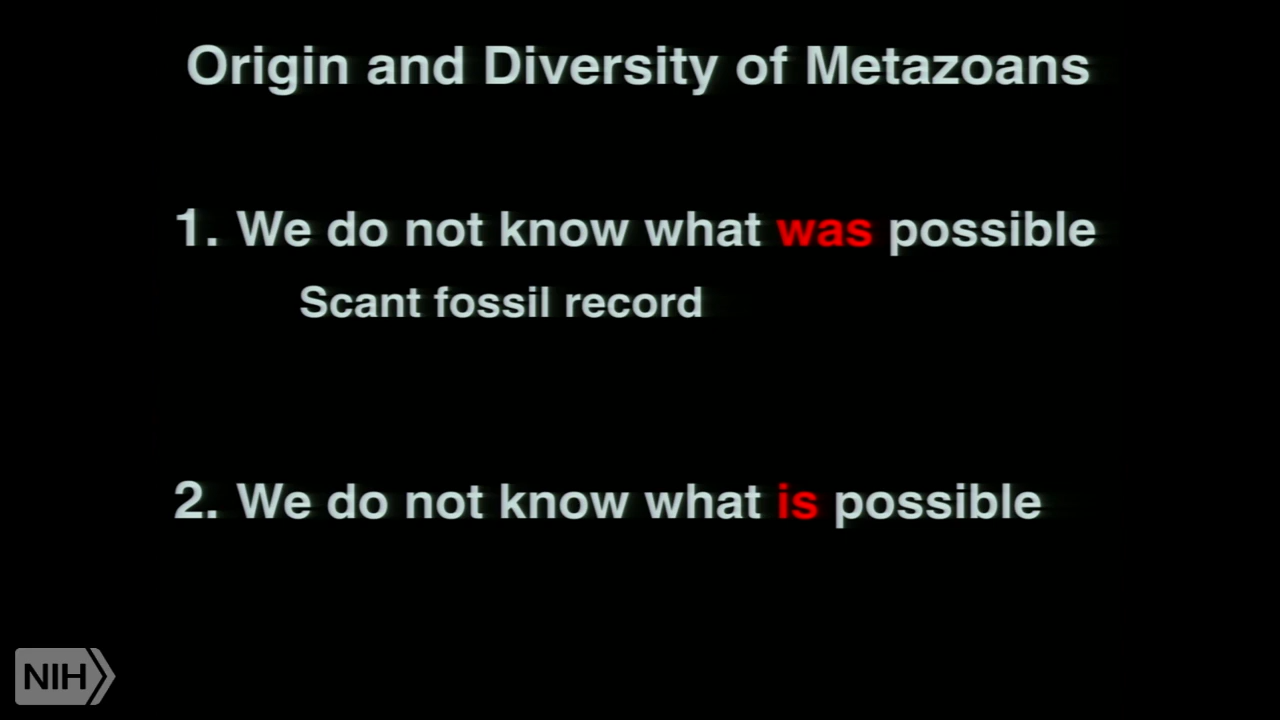 Origin and Diversity of Metazoans
1. We do not know what was possible
Scant fossil record
2. We do not know what is possible
NIH